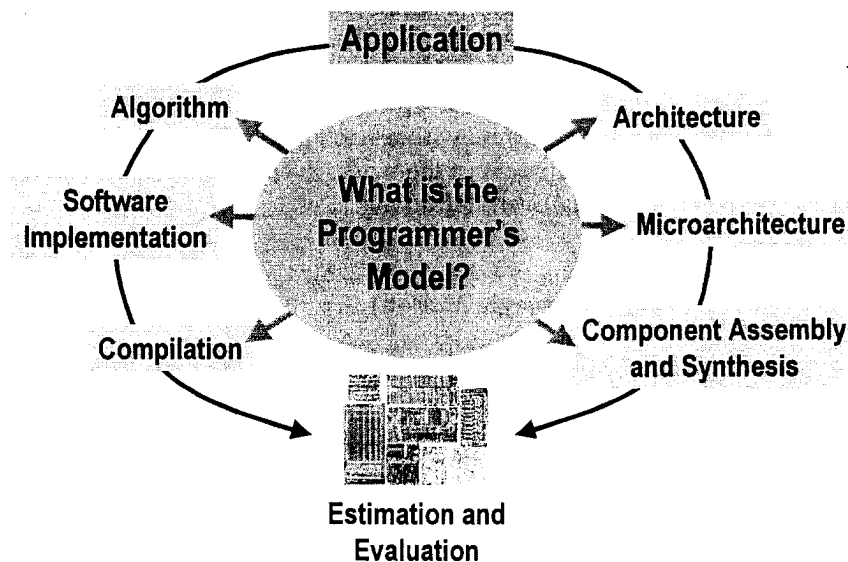 Application
Algorithm
Architecture
What is the
Programmer's
Model?
Software
Implementation
Microarchitecture
Compilation
Component Assembly
and Synthesis
Estimation and
Evaluation